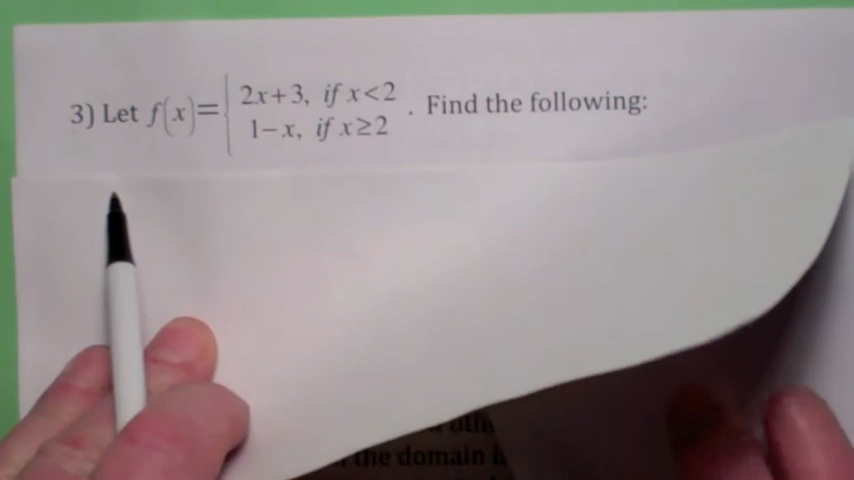 3) Let f(x)= { 2x+3, if x<2
1−x, if x≥2 . Find the following:
the domain